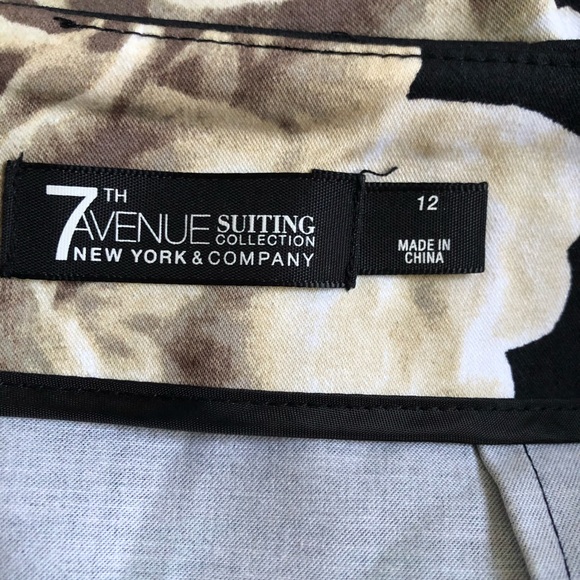 7TH AVENUE SUITING COLLECTION
NEW YORK & COMPANY
12
MADE IN
CHINA